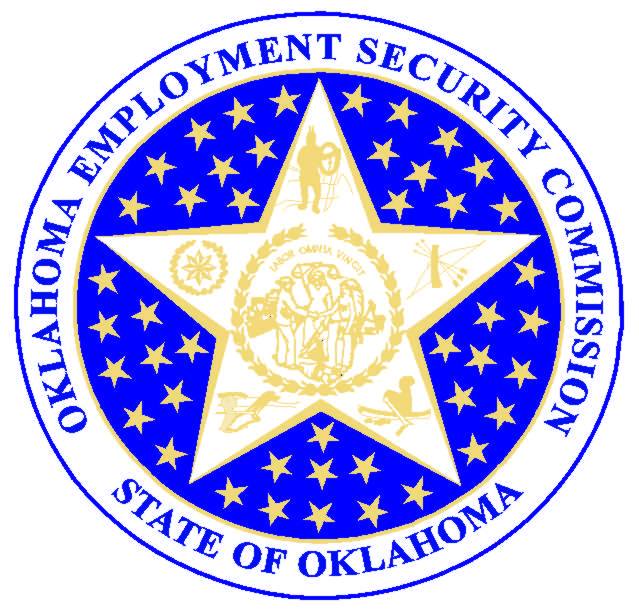 OKLAHOMA EMPLOYMENT SECURITY COMMISSION
LABOR OMNIA VINCIT
STATE OF OKLAHOMA